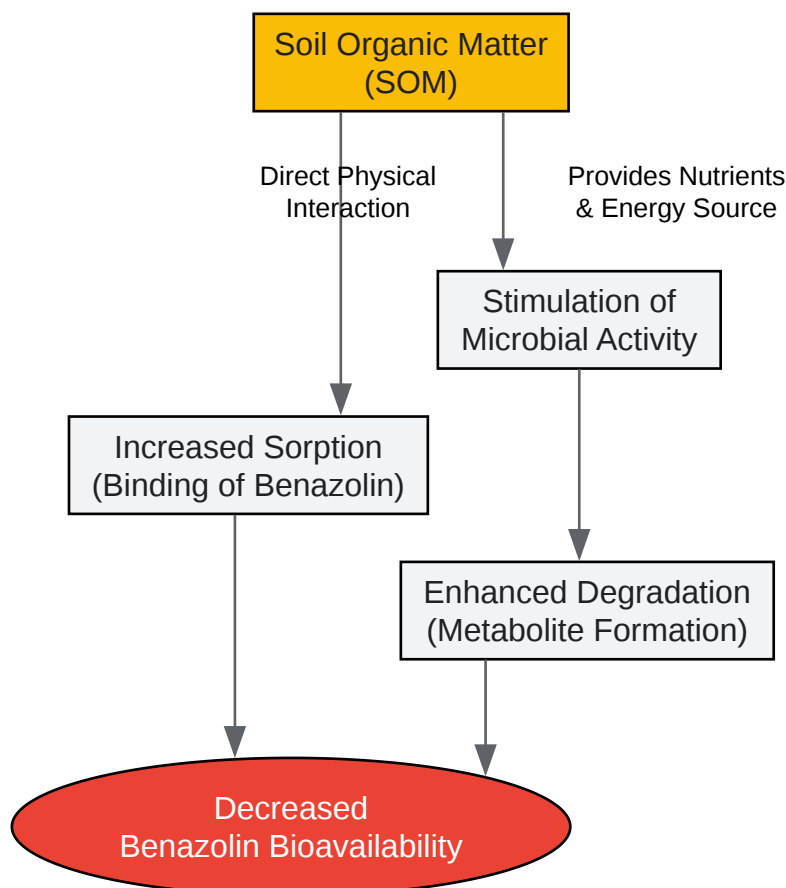 Soil Organic Matter
(SOM)
Direct Physical
Interaction
Provides Nutrients
& Energy Source
Stimulation of
Microbial Activity
Increased Sorption
(Binding of Benazolin)
Enhanced Degradation
(Metabolite Formation)
Decreased
Benazolin Bioavailability